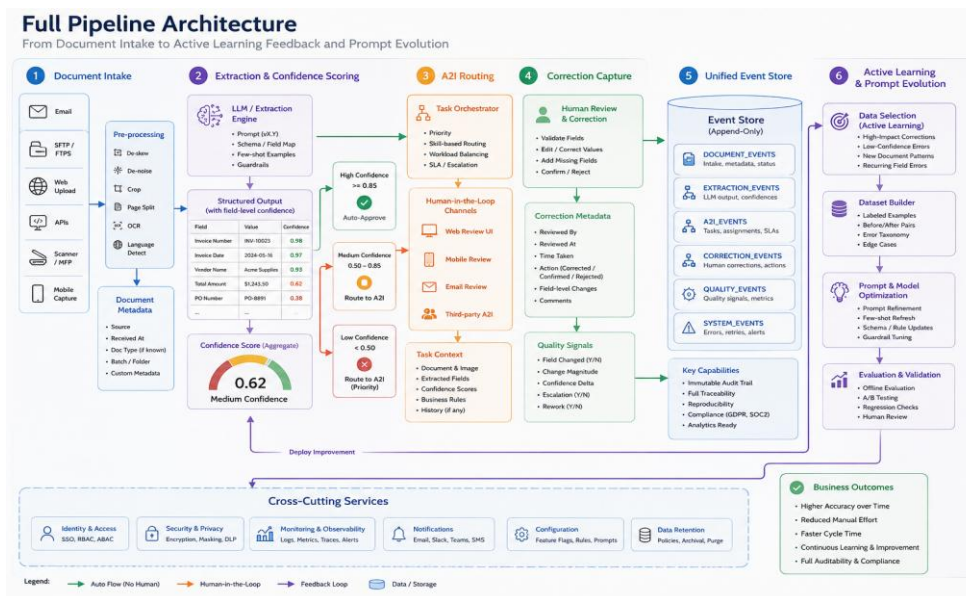 Full Pipeline Architecture
From Document Intake to Active Learning Feedback and Prompt Evolution
1 Document Intake
Email
SFTP /
FTPS
Web
Upload
APIs
Scanner
/ MFP
Mobile
Capture
Pre-processing
De-skew
De-noise
Crop
Page Split
OCR
Language
Detect
Document
Metadata
• Source
• Received At
• Doc Type (if known)
• Batch / Folder
• Custom Metadata
2 Extraction & Confidence Scoring
LLM / Extraction
Engine
• Prompt (vX.Y)
• Schema / Field Map
• Few-shot Examples
• Guardrails
Structured Output
(with field-level confidence)
Field Value Confidence
Invoice Number INV-10023 0.98
Invoice Date 2024-05-16 0.97
Vendor Name Acme Supplies 0.93
Total Amount $1,243.50 0.62
PO Number PO-8891 0.38
... ...
Confidence Score (Aggregate)
0.62
Medium Confidence
High Confidence
>= 0.85
Auto-Approve
Medium Confidence
0.50 – 0.85
Route to A2I
Low Confidence
< 0.50
Route to A2I
(Priority)
3 A2I Routing
Task Orchestrator
• Priority
• Skill-based Routing
• Workload Balancing
• SLA / Escalation
Human-in-the-Loop
Channels
Web Review UI
Mobile Review
Email Review
Third-party A2I
Task Context
• Document & Image
• Extracted Fields
• Confidence Scores
• Business Rules
• History (if any)
4 Correction Capture
Human Review
& Correction
• Validate Fields
• Edit / Correct Values
• Add Missing Fields
• Confirm / Reject
Correction Metadata
• Reviewed By
• Reviewed At
• Time Taken
• Action (Corrected /
Confirmed / Rejected)
• Field-level Changes
• Comments
Quality Signals
• Field Changed (Y/N)
• Change Magnitude
• Confidence Delta
• Escalation (Y/N)
• Rework (Y/N)
5 Unified Event Store
Event Store
(Append-Only)
DOCUMENT_EVENTS
Intake, metadata, status
EXTRACTION_EVENTS
LLM output, confidences
A2I_EVENTS
Tasks, assignments, SLAs
CORRECTION_EVENTS
Human corrections, actions
QUALITY_EVENTS
Quality signals, metrics
SYSTEM_EVENTS
Errors, retries, alerts
Key Capabilities
• Immutable Audit Trail
• Full Traceability
• Reproducibility
• Compliance (GDPR, SOC2)
• Analytics Ready
6 Active Learning
& Prompt Evolution
Data Selection
(Active Learning)
• High-Impact Corrections
• Low-Confidence Errors
• New Document Patterns
• Recurring Field Errors
Dataset Builder
• Labeled Examples
• Before/After Pairs
• Error Taxonomy
• Edge Cases
Prompt & Model
Optimization
• Prompt Refinement
• Few-shot Refresh
• Schema / Rule Updates
• Guardrail Tuning
Evaluation & Validation
• Offline Evaluation
• A/B Testing
• Regression Checks
• Human Review
Deploy Improvement
Cross-Cutting Services
Identity & Access
SSO, RBAC, ABAC
Security & Privacy
Encryption, Masking, DLP
Monitoring & Observability
Logs, Metrics, Traces, Alerts
Notifications
Email, Slack, Teams, SMS
Configuration
Feature Flags, Rules, Prompts
Data Retention
Policies, Archival, Purge
Business Outcomes
• Higher Accuracy over Time
• Reduced Manual Effort
• Faster Cycle Time
• Continuous Learning & Improvement
• Full Auditability & Compliance
Legend: Auto Flow (No Human) Human-in-the-Loop Feedback Loop Data / Storage